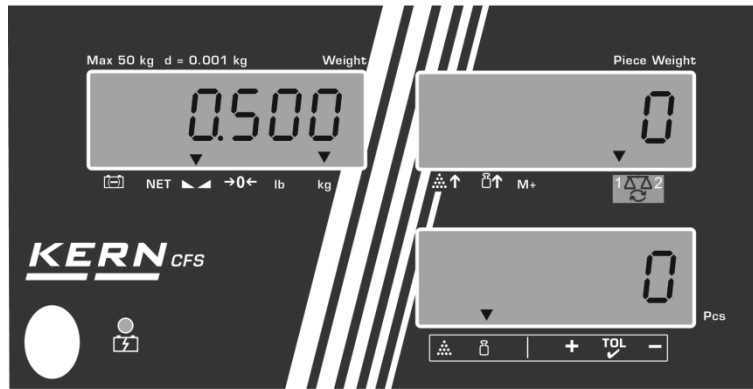 Max 50 kg d = 0.001 kg Weight
0.500
NET →0← lb kg
Piece Weight
0
M+ 1 2
KERN CFS
0
Pcs
+ TOL −